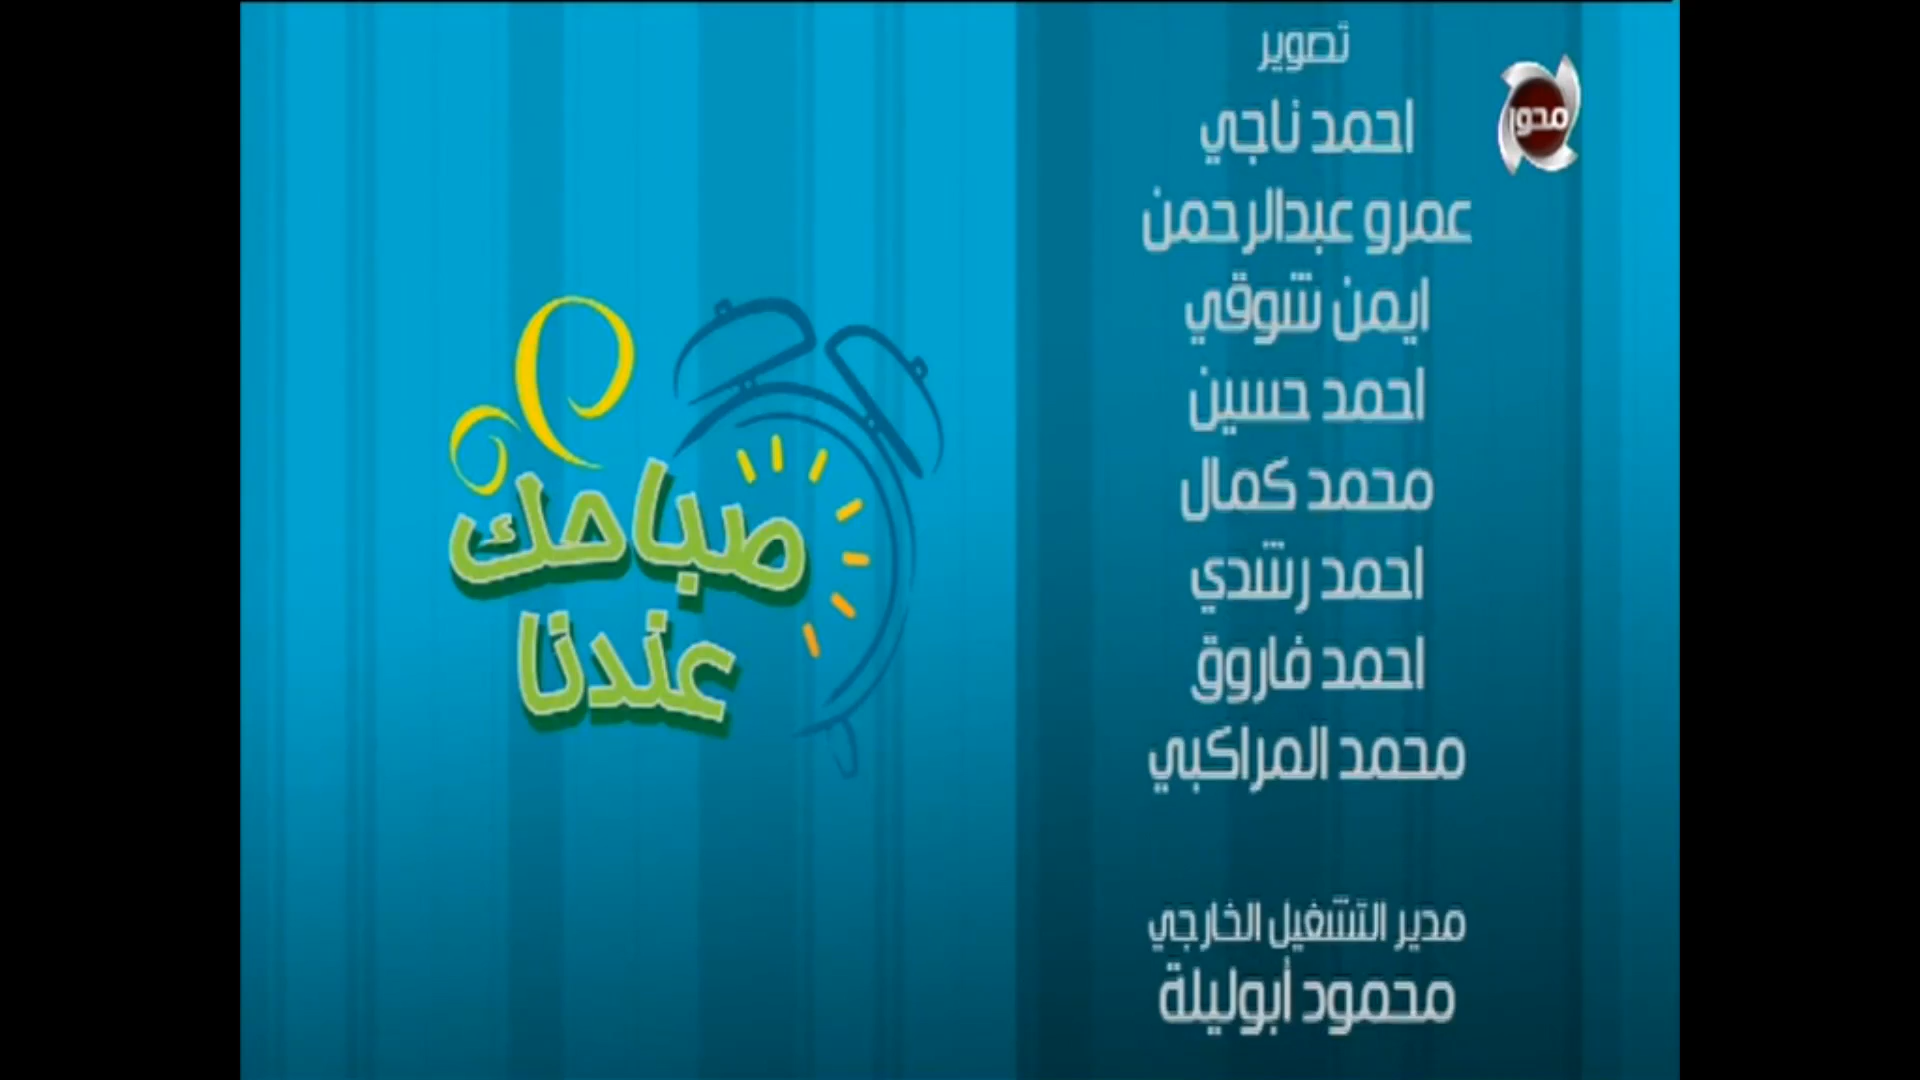 تصوير
احمد ناجي
عمرو عبدالرحمن
ايمن شوقي
احمد حسين
محمد كمال
احمد رشدي
احمد فاروق
محمد المراكبي
مدير التشغيل الخارجي
محمود أبوليلة
محور
صباحك
عندنا